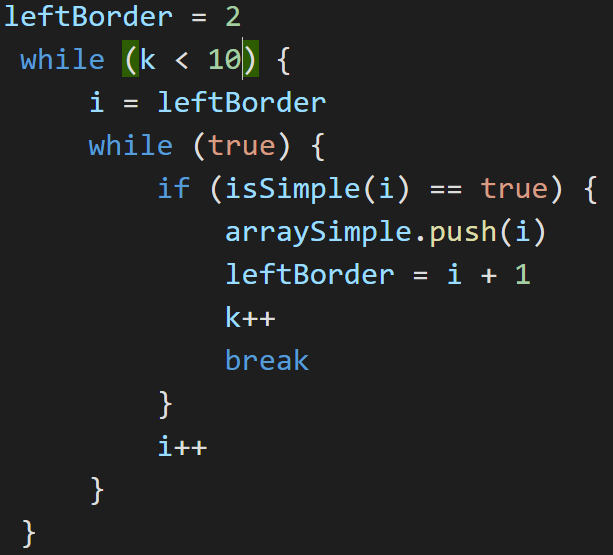 leftBorder = 2
while (k < 10) {
i = leftBorder
while (true) {
if (isSimple(i) == true) {
arraySimple.push(i)
leftBorder = i + 1
k++
break
}
i++
}
}